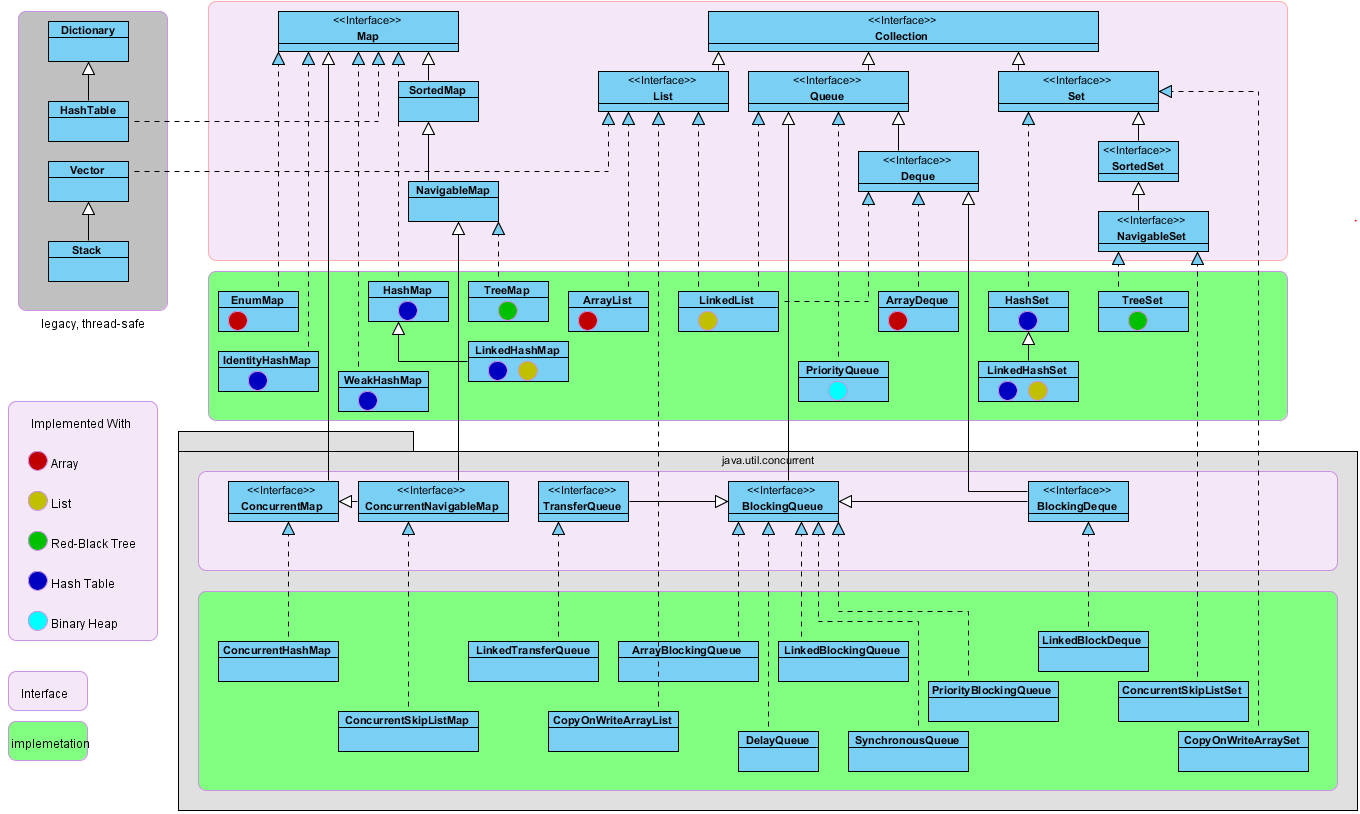 Dictionary
HashTable
Vector
Stack
legacy, thread-safe
<<Interface>>
Map
SortedMap
NavigableMap
<<Interface>>
Collection
<<Interface>>
List
<<Interface>>
Queue
<<Interface>>
Set
<<Interface>>
Deque
<<Interface>>
SortedSet
<<Interface>>
NavigableSet
EnumMap
HashMap
TreeMap
ArrayList
LinkedList
ArrayDeque
HashSet
TreeSet
IdentityHashMap
WeakHashMap
LinkedHashMap
PriorityQueue
LinkedHashSet
Implemented With
Array
List
Red-Black Tree
Hash Table
Binary Heap
Interface
implemetation
java.util.concurrent
<<Interface>>
ConcurrentMap
<<Interface>>
ConcurrentNavigableMap
<<Interface>>
TransferQueue
<<Interface>>
BlockingQueue
<<Interface>>
BlockingDeque
ConcurrentHashMap
LinkedTransferQueue
ArrayBlockingQueue
LinkedBlockingQueue
LinkedBlockDeque
PriorityBlockingQueue
ConcurrentSkipListSet
ConcurrentSkipListMap
CopyOnWriteArrayList
DelayQueue
SynchronousQueue
CopyOnWriteArraySet